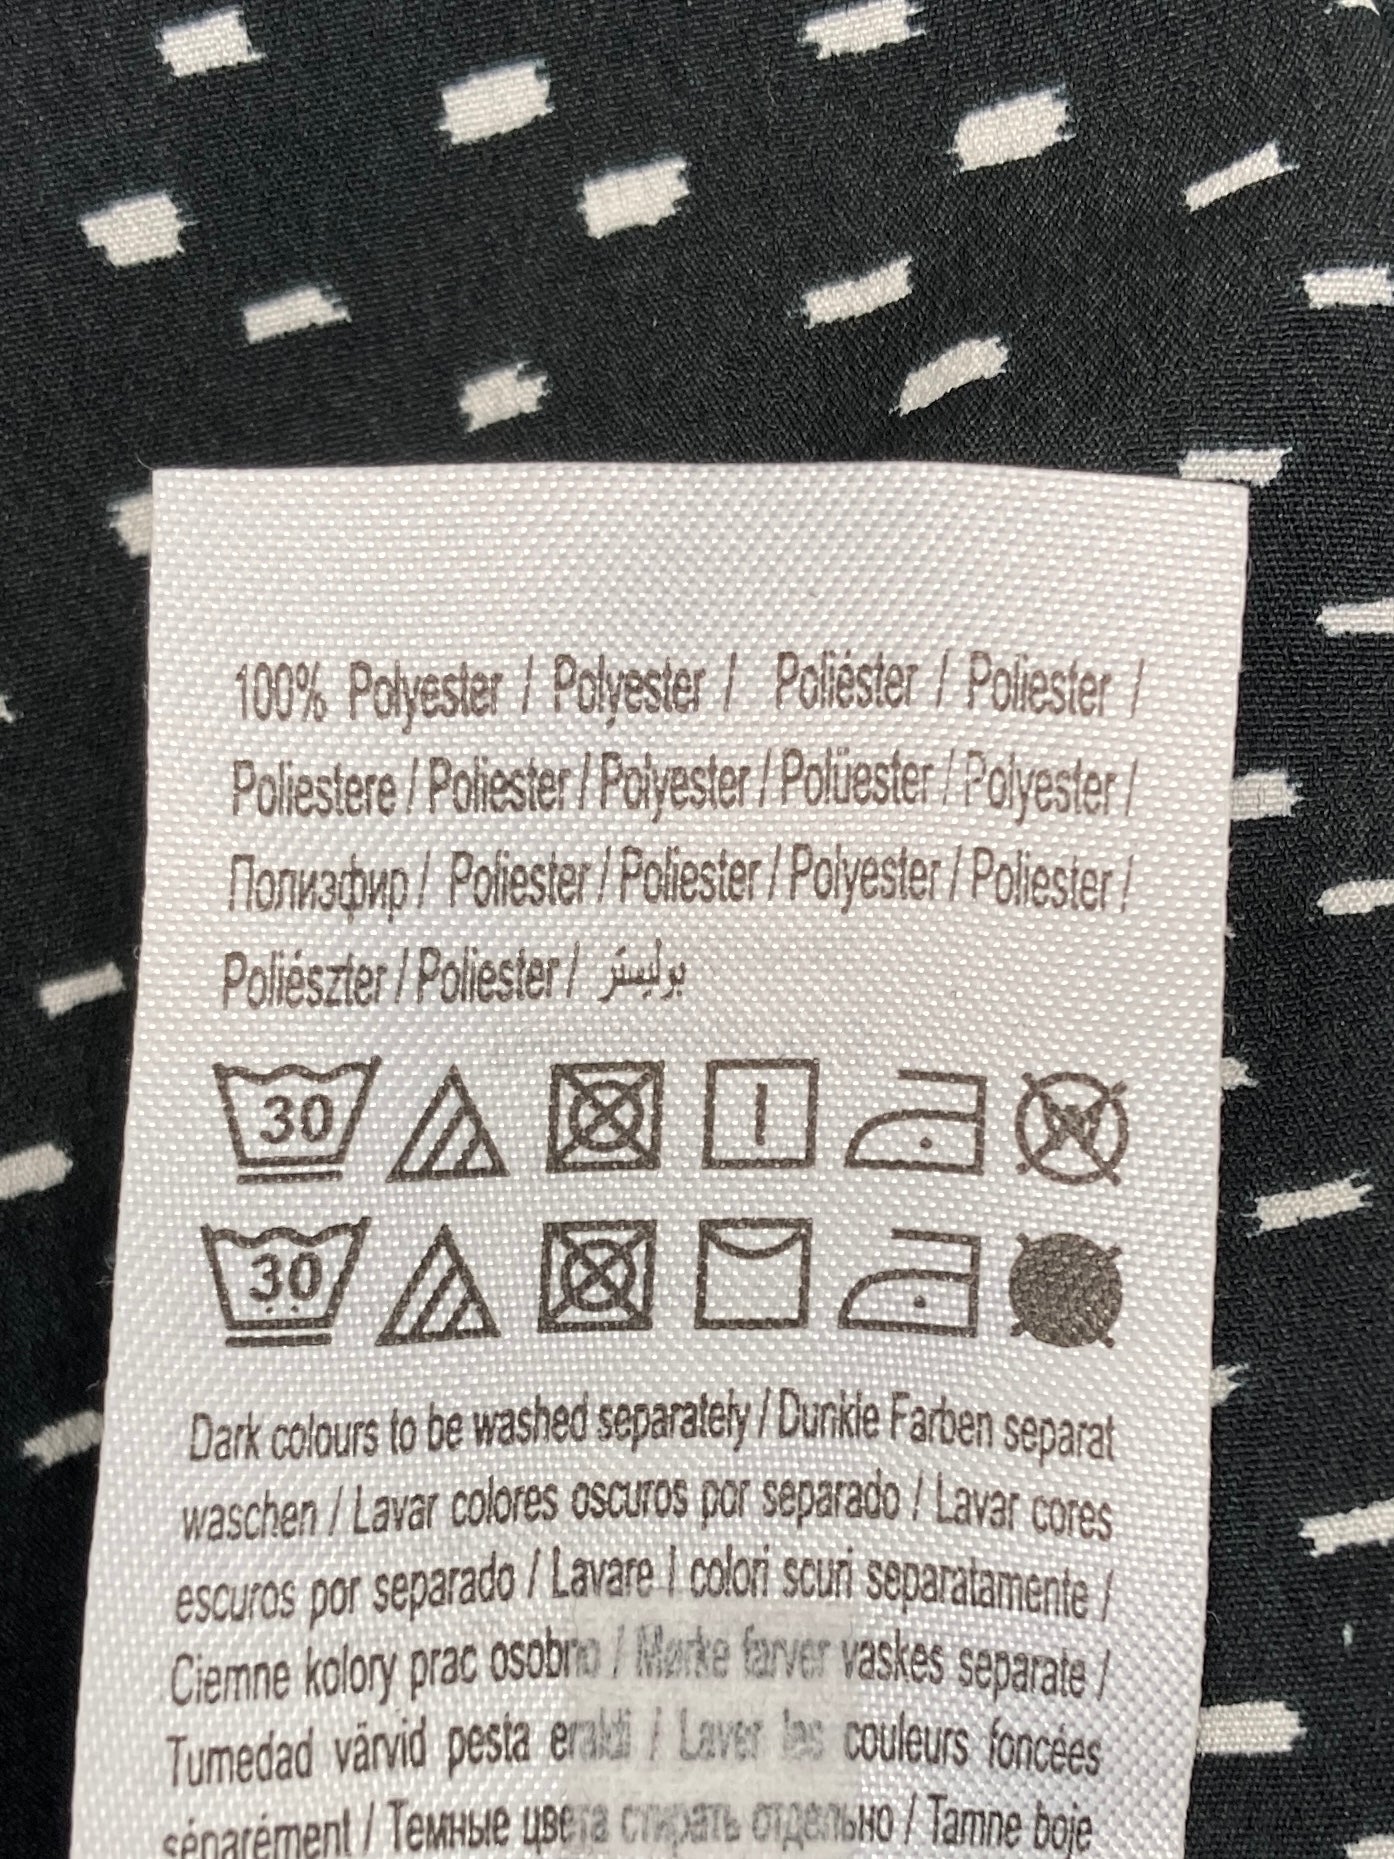 100% Polyester / Polyester / Poliéster / Poliester /
Poliestere / Poliester / Polyester / Polüester / Polyester /
Полиэфир / Poliester / Poliester / Polyester / Poliester /
Poliészter / Poliester / بوليستر
30
30
Dark colours to be washed separately / Dunkle Farben separat
waschen / Lavar colores oscuros por separado / Lavar cores
escuros por separado / Lavare i colori scuri separatamente /
Ciemne kolory prac osobno / Mørke farver vaskes separate /
Tumedad värvid pesta eraldi / Laver les couleurs foncées
séparément / Темные цвета стирать отдельно / Tamne boje